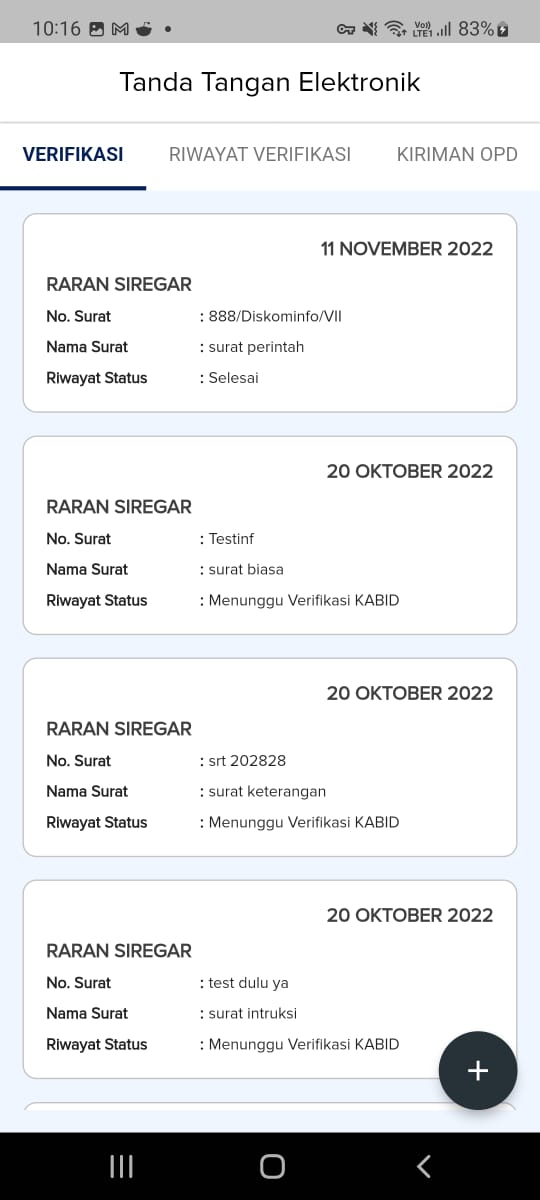 10:16 Vo)) LTE1 83%
Tanda Tangan Elektronik
VERIFIKASI RIWAYAT VERIFIKASI KIRIMAN OPD
11 NOVEMBER 2022
RARAN SIREGAR
No. Surat : 888/Diskominfo/VII
Nama Surat : surat perintah
Riwayat Status : Selesai
20 OKTOBER 2022
RARAN SIREGAR
No. Surat : Testinf
Nama Surat : surat biasa
Riwayat Status : Menunggu Verifikasi KABID
20 OKTOBER 2022
RARAN SIREGAR
No. Surat : srt 202828
Nama Surat : surat keterangan
Riwayat Status : Menunggu Verifikasi KABID
20 OKTOBER 2022
RARAN SIREGAR
No. Surat : test dulu ya
Nama Surat : surat intruksi
Riwayat Status : Menunggu Verifikasi KABID
+